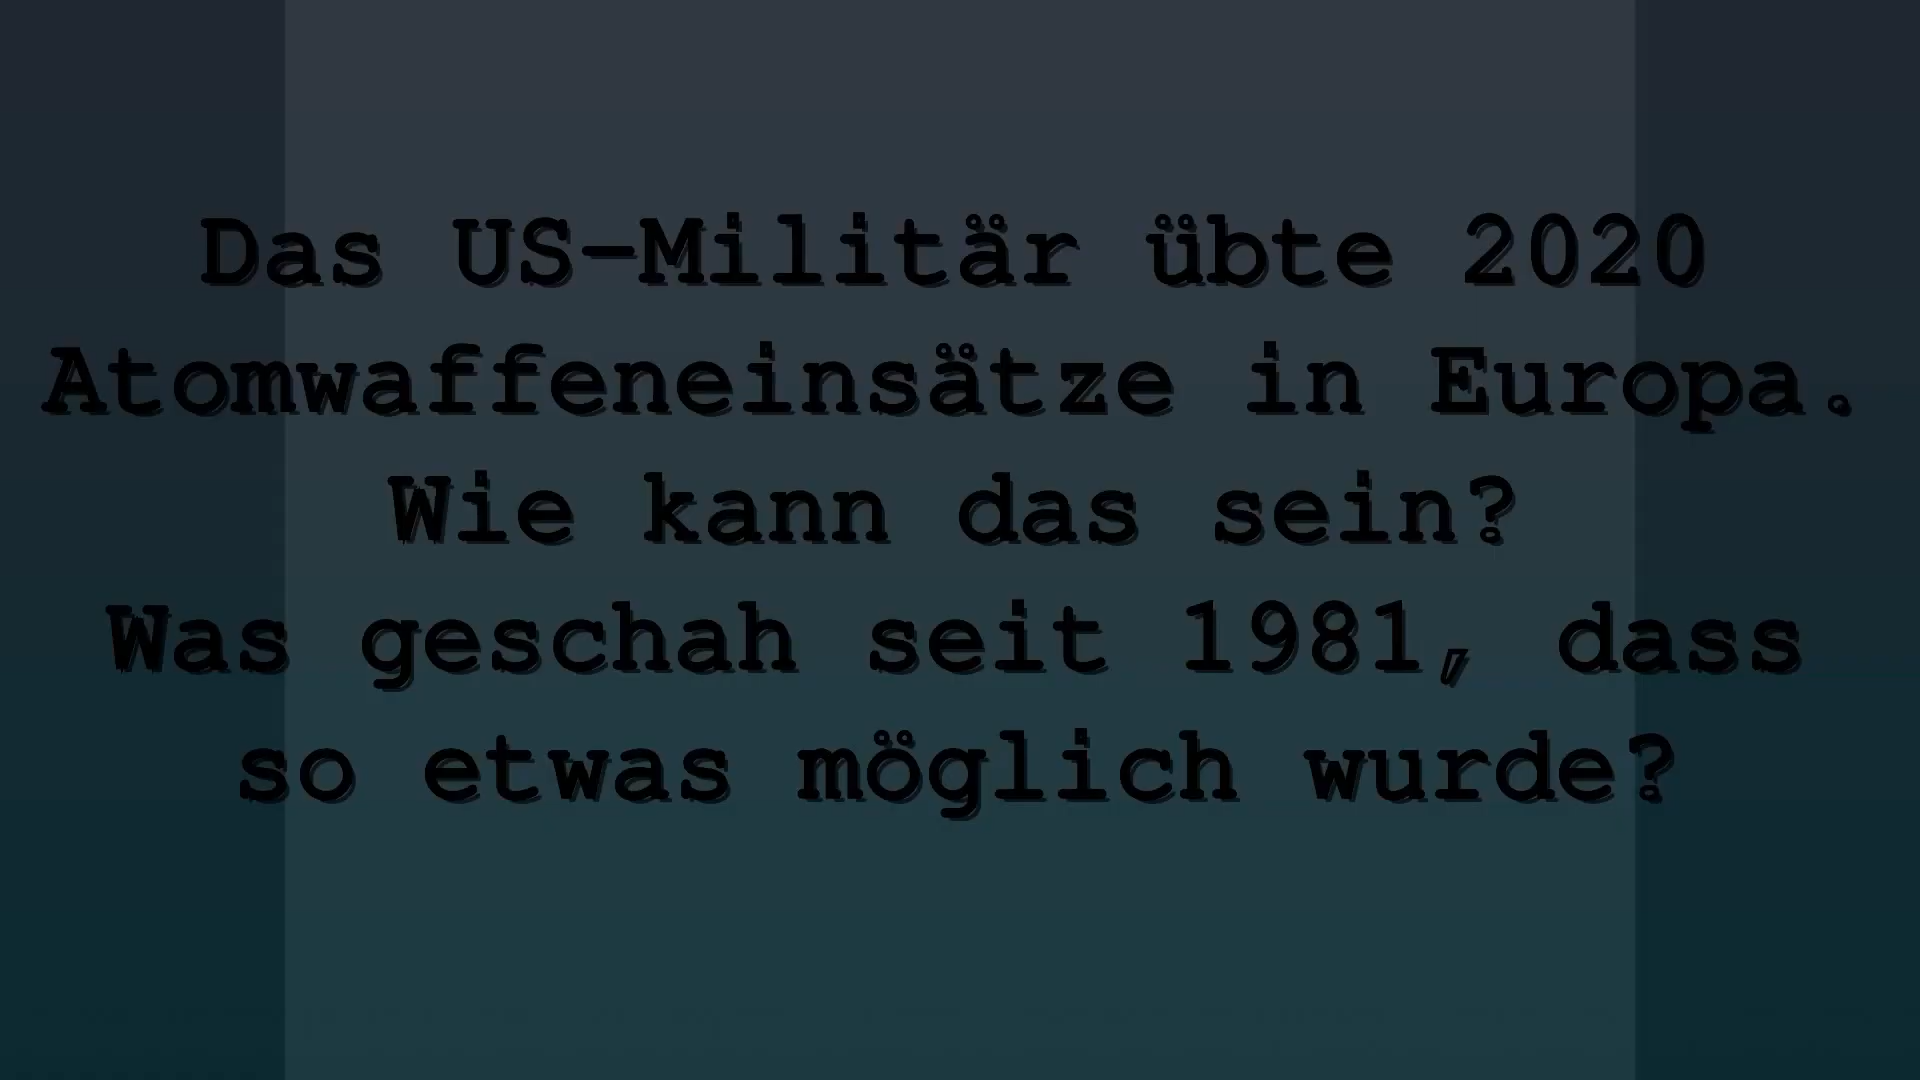 Das US-Militär übte 2020
Atomwaffeneinsätze in Europa.
Wie kann das sein?
Was geschah seit 1981, dass
so etwas möglich wurde?